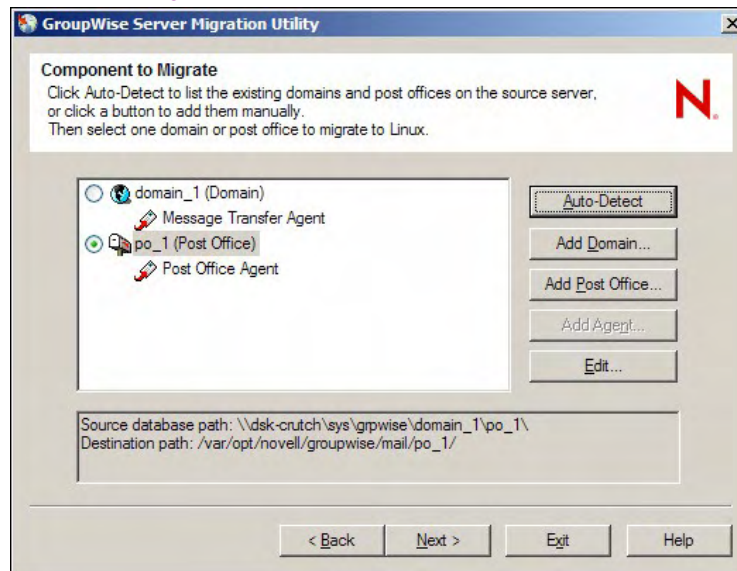 GroupWise Server Migration Utility
Component to Migrate
Click Auto-Detect to list the existing domains and post offices on the source server,
or click a button to add them manually.
Then select one domain or post office to migrate to Linux.
N.
domain_1 (Domain)
Message Transfer Agent
po_1 (Post Office)
Post Office Agent
Auto-Detect
Add Domain...
Add Post Office...
Add Agent...
Edit...
Source database path: \\dsk-crutch\sys\grpwise\domain_1\po_1\
Destination path: /var/opt/novell/groupwise/mail/po_1/
< Back
Next >
Exit
Help